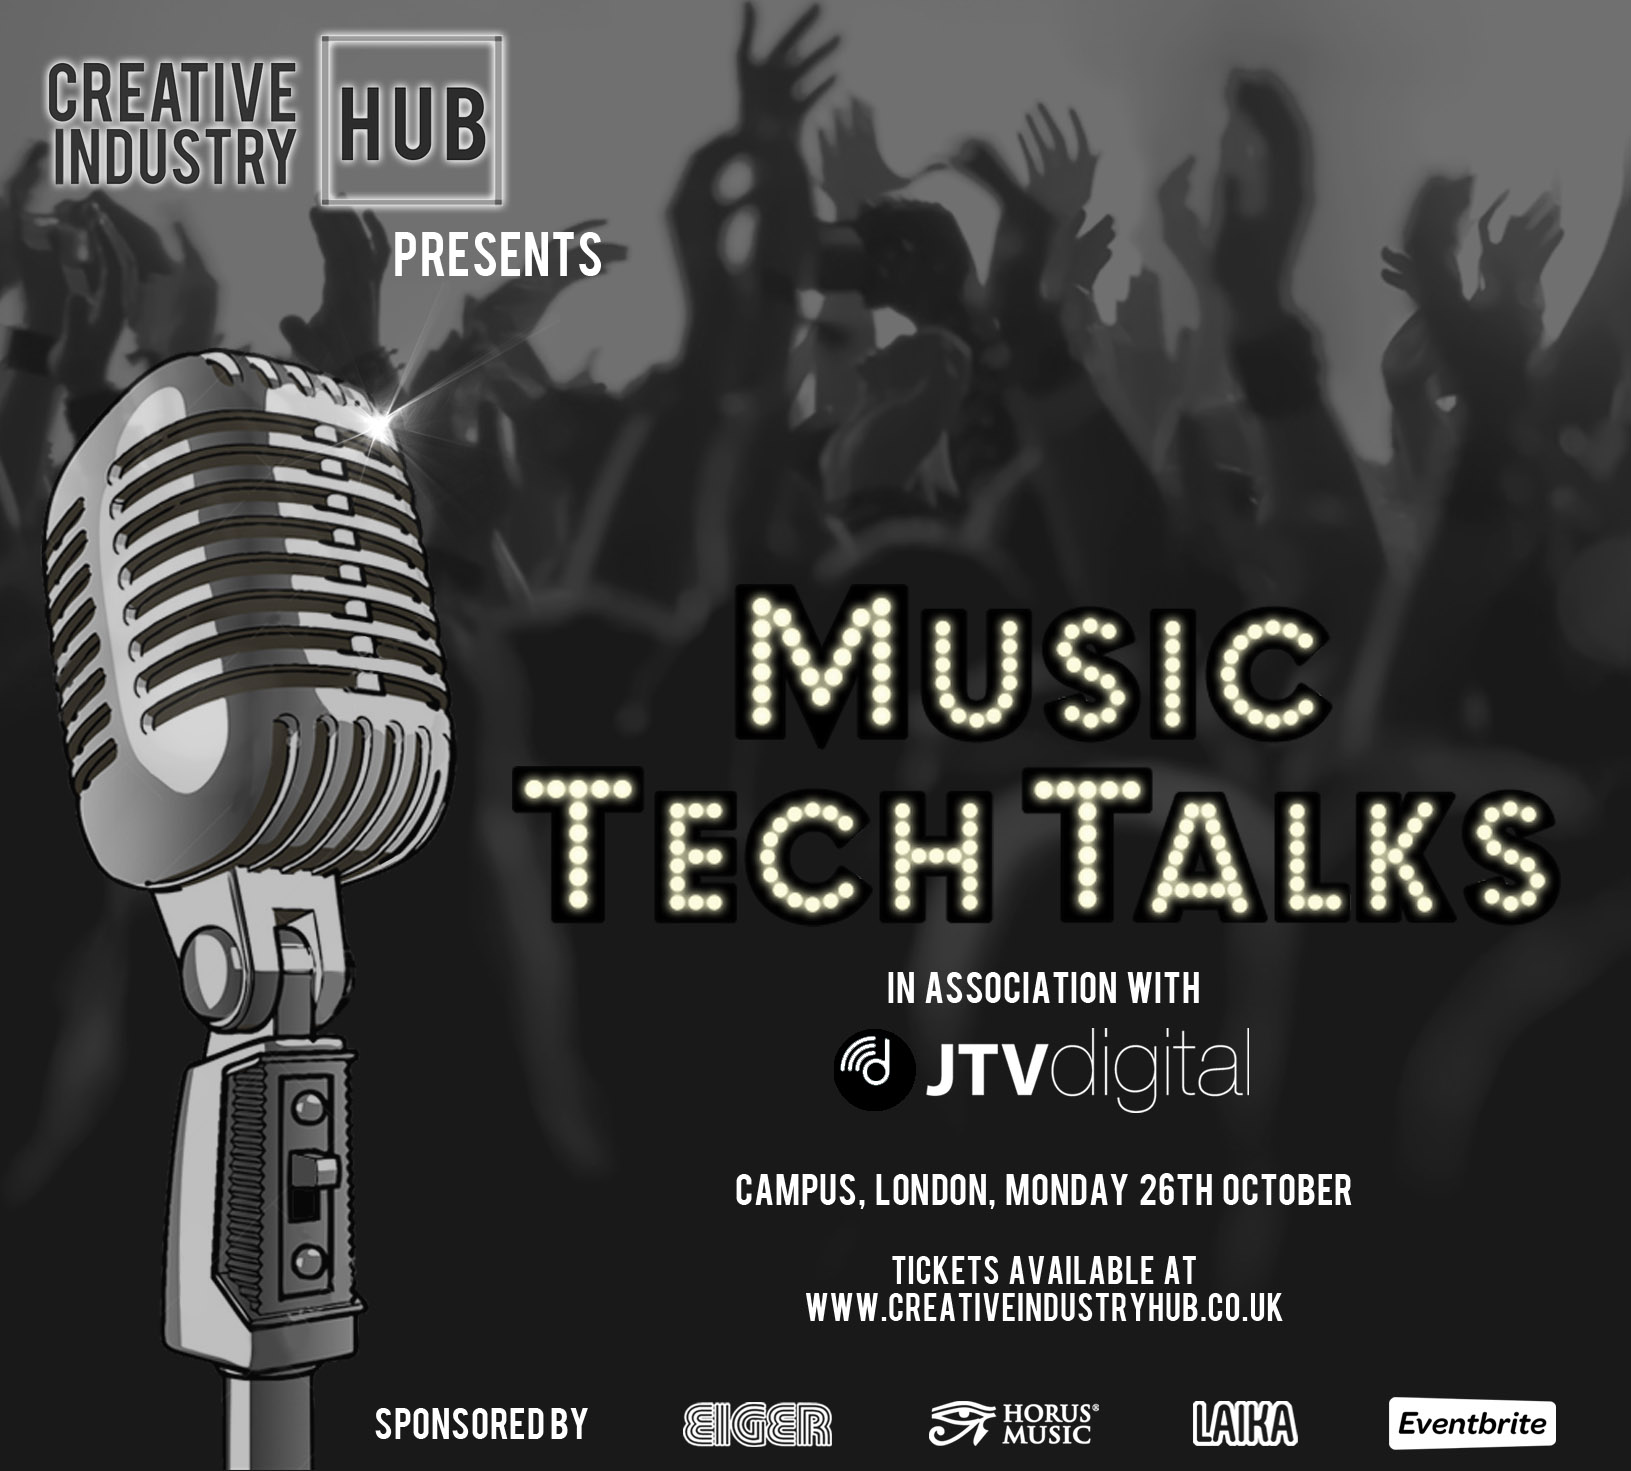 CREATIVE
INDUSTRY
HUB
PRESENTS
MUSIC
TECH TALKS
IN ASSOCIATION WITH
JTVdigital
CAMPUS, LONDON, MONDAY 26TH OCTOBER
TICKETS AVAILABLE AT
WWW.CREATIVEINDUSTRYHUB.CO.UK
SPONSORED BY
EIGER
HORUS®
MUSIC
LAIKA
Eventbrite